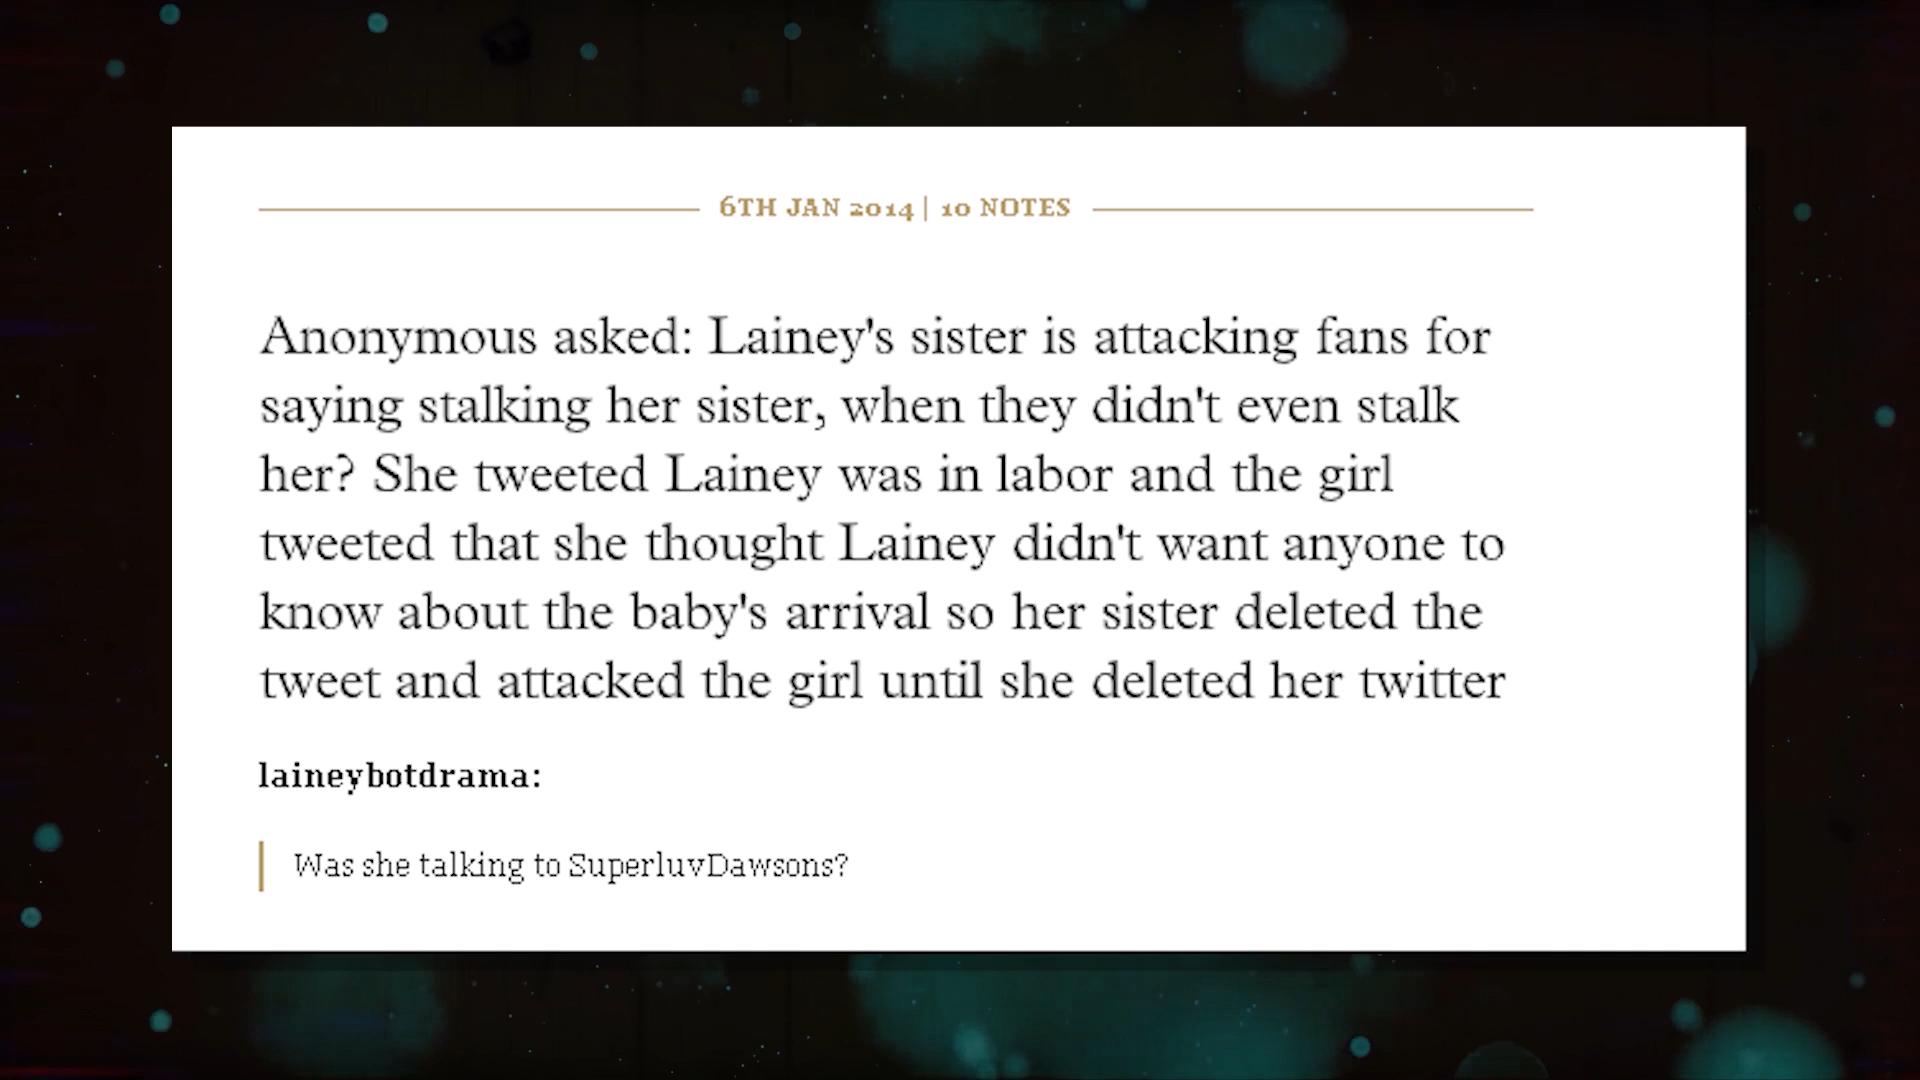 6TH JAN 2014 | 10 NOTES
Anonymous asked: Lainey's sister is attacking fans for
saying stalking her sister, when they didn't even stalk
her? She tweeted Lainey was in labor and the girl
tweeted that she thought Lainey didn't want anyone to
know about the baby's arrival so her sister deleted the
tweet and attacked the girl until she deleted her twitter
laineybotdrama:
Was she talking to SuperluvDawsons?